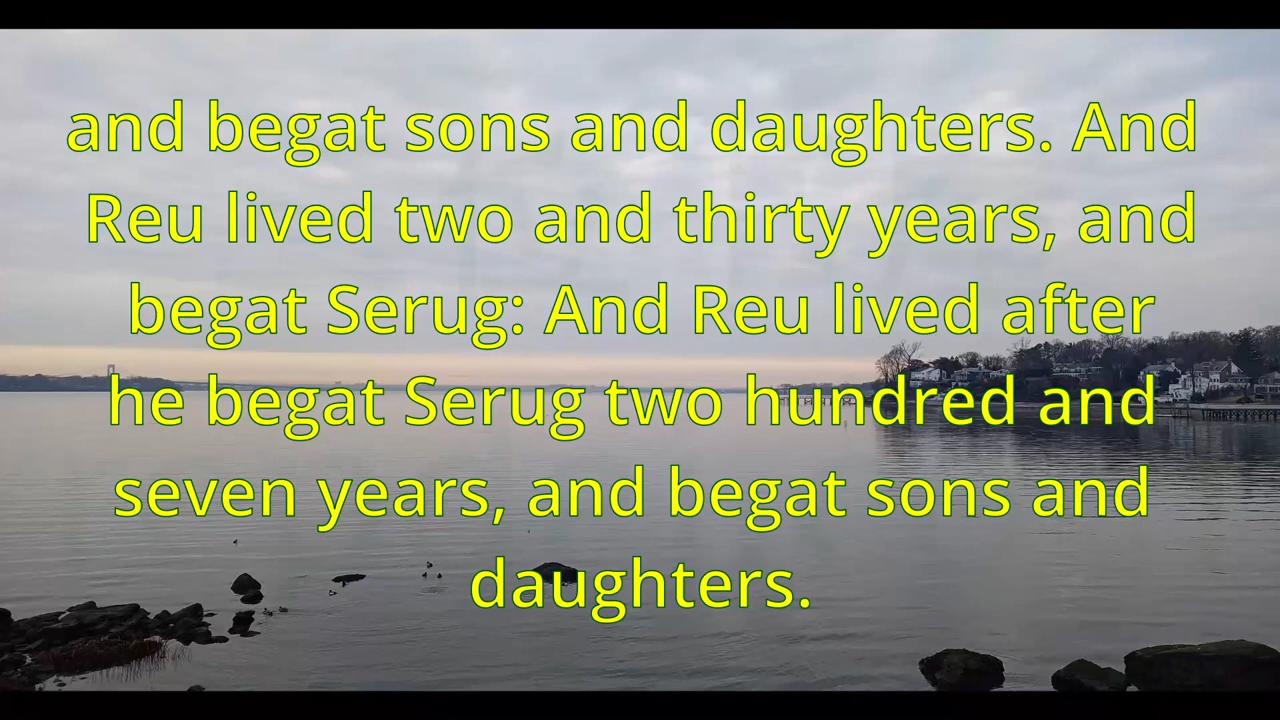 and begat sons and daughters. And
Reu lived two and thirty years, and
begat Serug: And Reu lived after
he begat Serug two hundred and
seven years, and begat sons and
daughters.